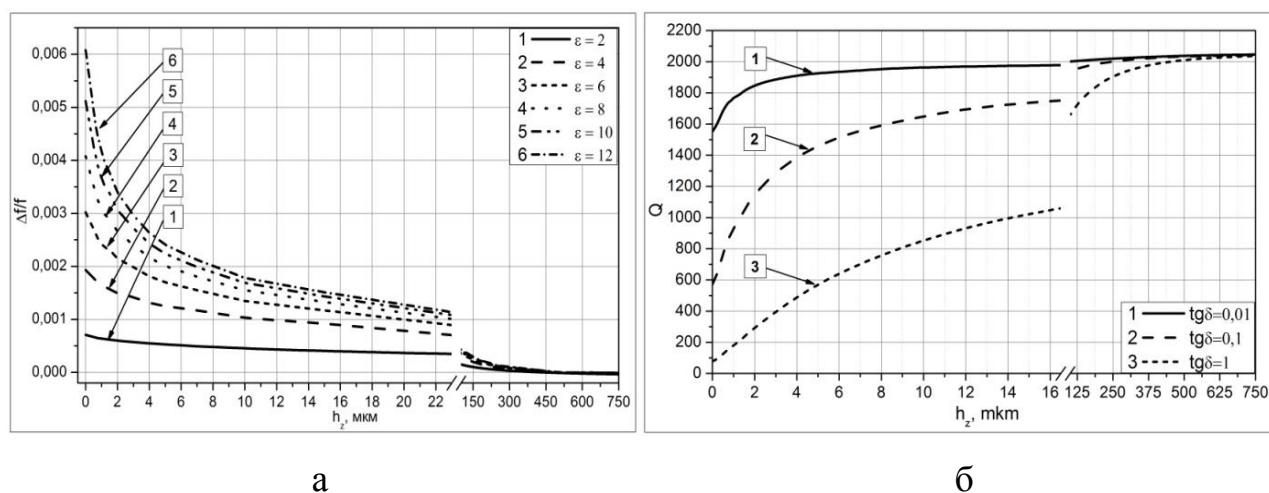 0,006
0,005
0,004
0,003
0,002
0,001
0,000
Δf/f
6
5
4
3
2
1
1 ε = 2
2 ε = 4
3 ε = 6
4 ε = 8
5 ε = 10
6 ε = 12
0 2 4 6 8 10 12 14 16 18 20 22 150 300 450 600 750
h_z, мкм
а
2200
2000
1800
1600
1400
1200
1000
800
600
400
200
0
Q
1
2
3
1 tgδ=0,01
2 tgδ=0,1
3 tgδ=1
0 2 4 6 8 10 12 14 16 125 250 375 500 625 750
h_z, mkm
б